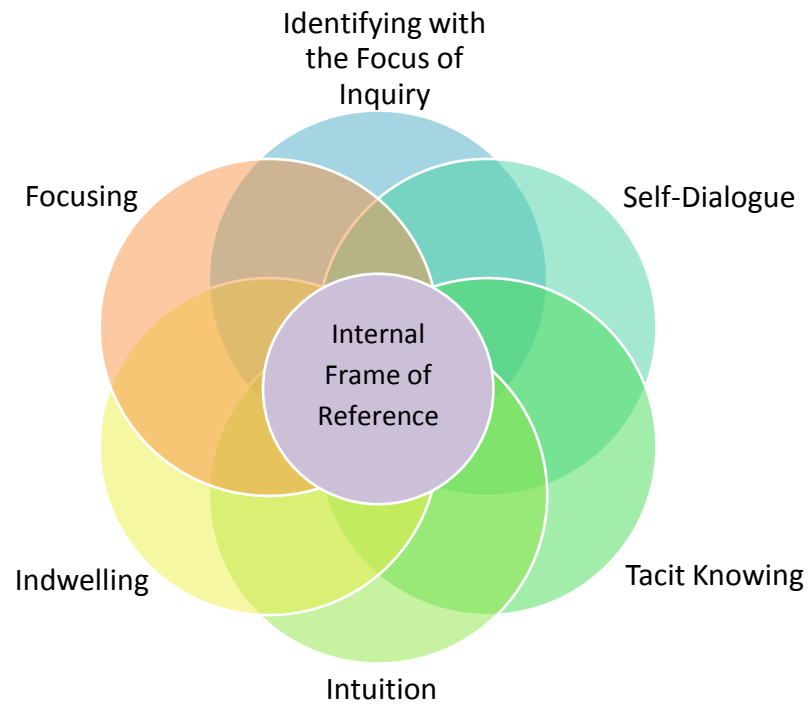 Identifying with
the Focus of
Inquiry
Focusing
Self-Dialogue
Internal
Frame of
Reference
Indwelling
Tacit Knowing
Intuition